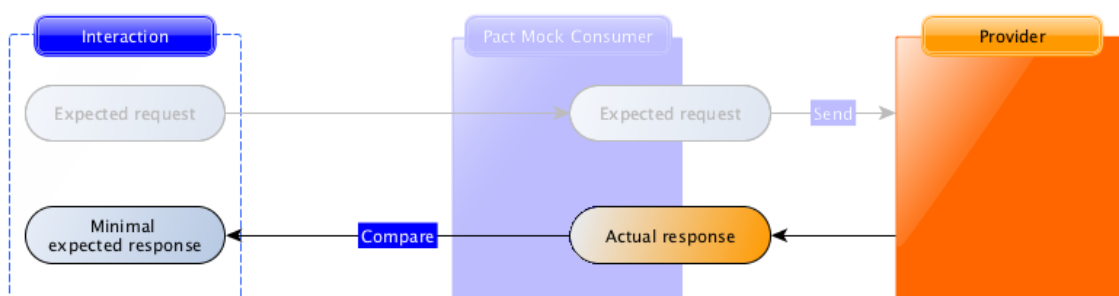 Interaction
Pact Mock Consumer
Provider
Expected request
Expected request
Send
Minimal
expected response
Compare
Actual response